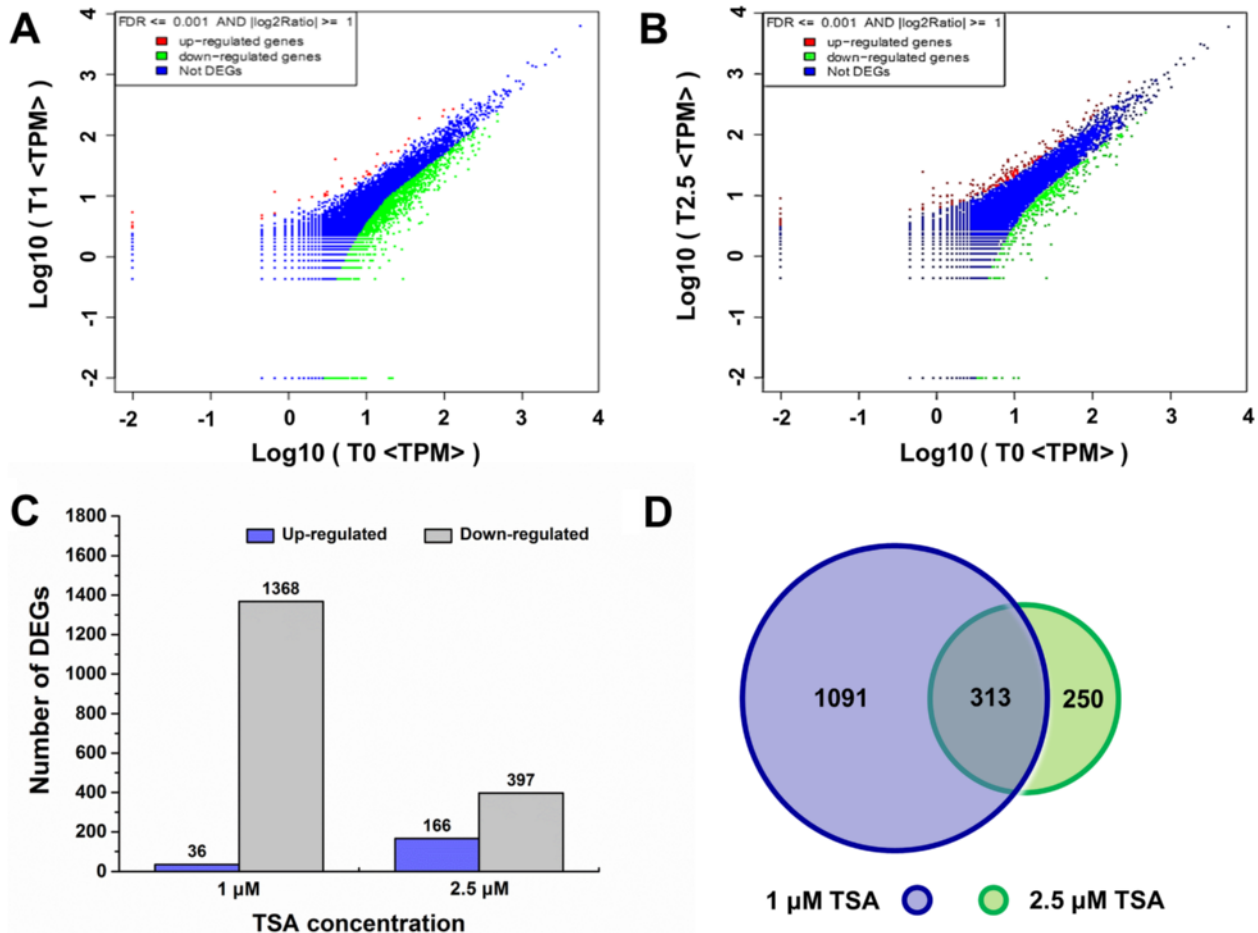 A
FDR <= 0.001 AND |log2Ratio| >= 1
up-regulated genes
down-regulated genes
Not DEGs
4
3
2
1
0
-1
-2
Log10 ( T1 <TPM> )
-2 -1 0 1 2 3 4
Log10 ( T0 <TPM> )
B
FDR <= 0.001 AND |log2Ratio| >= 1
up-regulated genes
down-regulated genes
Not DEGs
4
3
2
1
0
-1
-2
Log10 ( T2.5 <TPM> )
-2 -1 0 1 2 3 4
Log10 ( T0 <TPM> )
C
Up-regulated Down-regulated
1800
1600
1400
1200
1000
800
600
400
200
0
Number of DEGs
36
1368
166
397
1 µM 2.5 µM
TSA concentration
D
1091 313 250
1 µM TSA 2.5 µM TSA